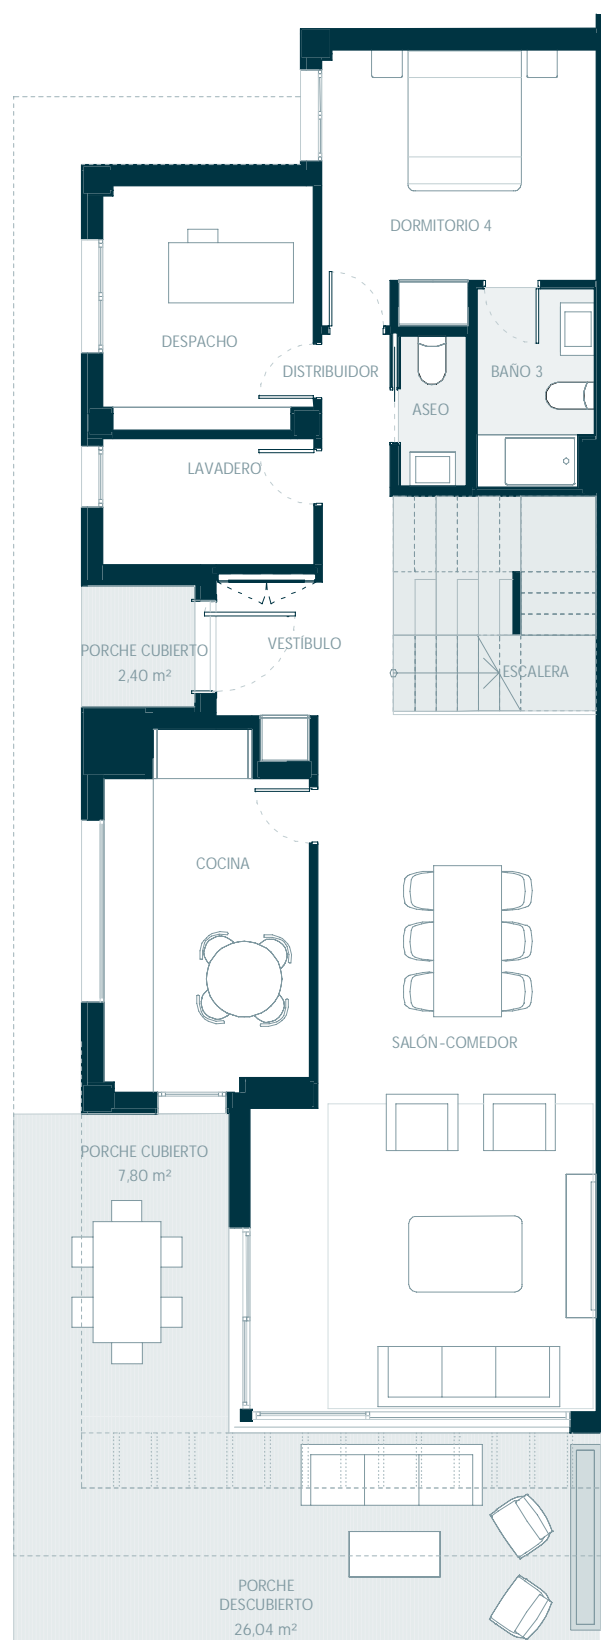 DORMITORIO 4
DESPACHO
DISTRIBUIDOR
BAÑO 3
ASEO
LAVADERO
VESTÍBULO
PORCHE CUBIERTO
2,40 m²
ESCALERA
COCINA
SALÓN-COMEDOR
PORCHE CUBIERTO
7,80 m²
PORCHE
DESCUBIERTO
26,04 m²